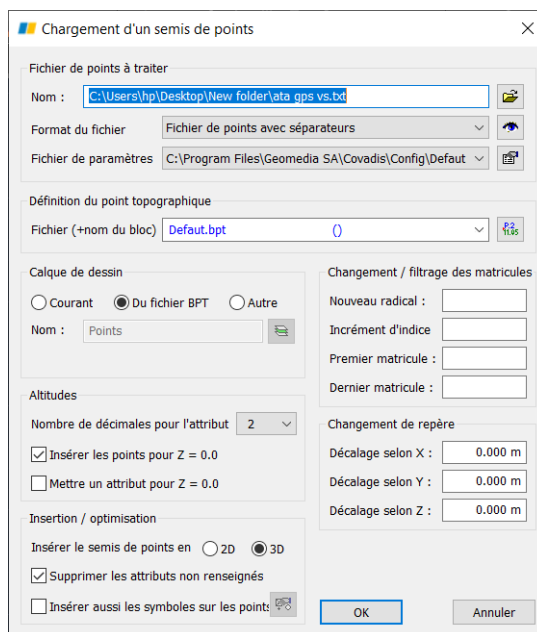 Chargement d'un semis de points
Fichier de points à traiter
Nom : C:\Users\hp\Desktop\New folder\ata gps vs.txt
Format du fichier Fichier de points avec séparateurs
Fichier de paramètres C:\Program Files\Geomedia SA\Covadis\Config\Defaut
Définition du point topographique
Fichier (+nom du bloc) Defaut.bpt ()
Calque de dessin
Courant Du fichier BPT Autre
Nom : Points
Changement / filtrage des matricules
Nouveau radical :
Incrément d'indice
Premier matricule :
Dernier matricule :
Altitudes
Nombre de décimales pour l'attribut 2
Insérer les points pour Z = 0.0
Mettre un attribut pour Z = 0.0
Changement de repère
Décalage selon X : 0.000 m
Décalage selon Y : 0.000 m
Décalage selon Z : 0.000 m
Insertion / optimisation
Insérer le semis de points en 2D 3D
Supprimer les attributs non renseignés
Insérer aussi les symboles sur les points
OK Annuler